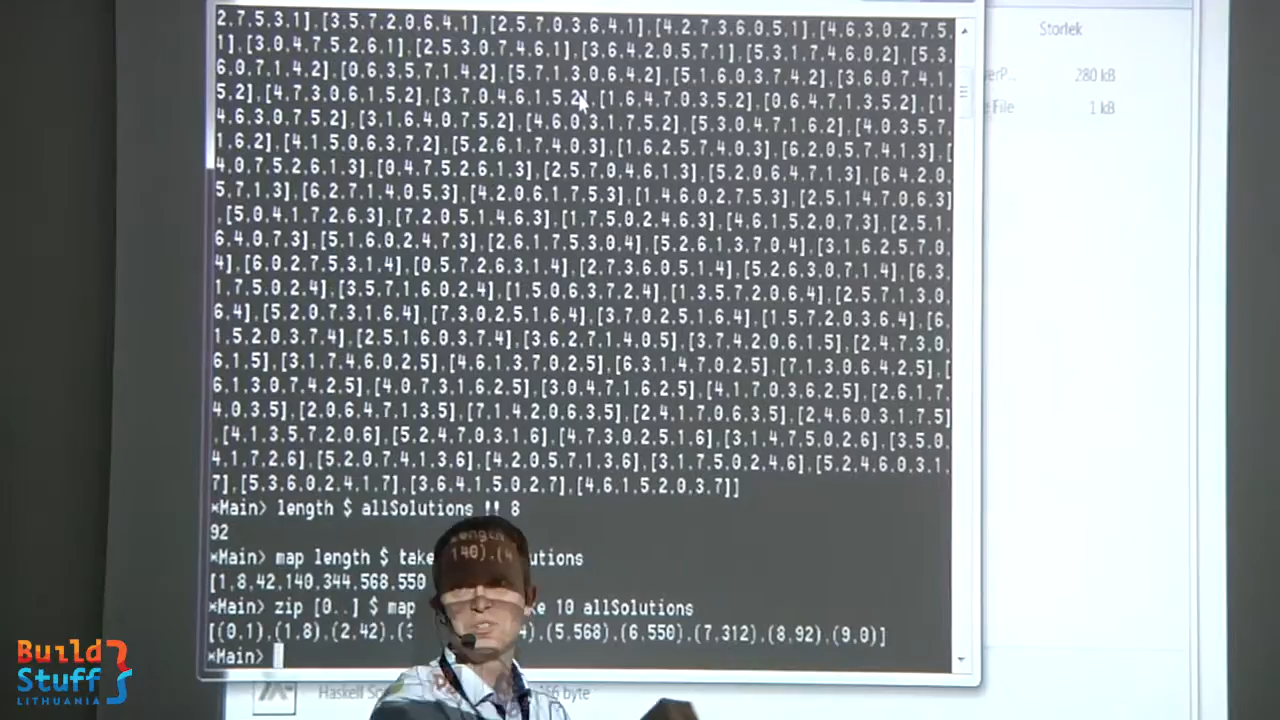 2,7,5,3,1],[3,5,7,2,0,6,4,1],[2,5,7,0,3,6,4,1],[4,2,7,3,6,0,5,1],[4,6,3,0,2,7,5,
1],[3,0,4,7,5,2,6,1],[2,5,3,0,7,4,6,1],[3,6,4,2,0,5,7,1],[5,3,1,7,4,6,0,2],[5,3,
6,0,7,1,4,2],[0,6,3,5,7,1,4,2],[5,7,1,3,0,6,4,2],[5,1,6,0,3,7,4,2],[3,6,0,7,4,1,
5,2],[4,7,3,0,6,1,5,2],[3,7,0,4,6,1,5,2],[1,6,4,7,0,3,5,2],[0,6,4,7,1,3,5,2],[1,
4,6,3,0,7,5,2],[3,1,6,4,0,7,5,2],[4,6,0,3,1,7,5,2],[5,3,0,4,7,1,6,2],[4,0,3,5,7,
1,6,2],[4,1,5,0,6,3,7,2],[5,2,6,1,7,4,0,3],[1,6,2,5,7,4,0,3],[6,2,0,5,7,4,1,3],[
4,0,7,5,2,6,1,3],[0,4,7,5,2,6,1,3],[2,5,7,0,4,6,1,3],[5,2,0,6,4,7,1,3],[6,4,2,0,
5,7,1,3],[6,2,7,1,4,0,5,3],[4,2,0,6,1,7,5,3],[1,4,6,0,2,7,5,3],[2,5,1,4,7,0,6,3]
,[5,0,4,1,7,2,6,3],[7,2,0,5,1,4,6,3],[1,7,5,0,2,4,6,3],[4,6,1,5,2,0,7,3],[2,5,1,
6,4,0,7,3],[5,1,6,0,2,4,7,3],[2,6,1,7,5,3,0,4],[5,2,6,1,3,7,0,4],[3,1,6,2,5,7,0,
4],[6,0,2,7,5,3,1,4],[0,5,7,2,6,3,1,4],[2,7,3,6,0,5,1,4],[5,2,6,3,0,7,1,4],[6,3,
1,7,5,0,2,4],[3,5,7,1,6,0,2,4],[1,5,0,6,3,7,2,4],[1,3,5,7,2,0,6,4],[2,5,7,1,3,0,
6,4],[5,2,0,7,3,1,6,4],[7,3,0,2,5,1,6,4],[3,7,0,2,5,1,6,4],[1,5,7,2,0,3,6,4],[6,
1,5,2,0,3,7,4],[2,5,1,6,0,3,7,4],[3,6,2,7,1,4,0,5],[3,7,4,2,0,6,1,5],[2,4,7,3,0,
6,1,5],[3,1,7,4,6,0,2,5],[4,6,1,3,7,0,2,5],[6,3,1,4,7,0,2,5],[7,1,3,0,6,4,2,5],[
6,1,3,0,7,4,2,5],[4,0,7,3,1,6,2,5],[3,0,4,7,1,6,2,5],[4,1,7,0,3,6,2,5],[2,6,1,7,
4,0,3,5],[2,0,6,4,7,1,3,5],[7,1,4,2,0,6,3,5],[2,4,1,7,0,6,3,5],[2,4,6,0,3,1,7,5]
,[4,1,3,5,7,2,0,6],[5,2,4,7,0,3,1,6],[4,7,3,0,2,5,1,6],[3,1,4,7,5,0,2,6],[3,5,0,
4,1,7,2,6],[5,2,0,7,4,1,3,6],[4,2,0,5,7,1,3,6],[3,1,7,5,0,2,4,6],[5,2,4,6,0,3,1,
7],[5,3,6,0,2,4,1,7],[3,6,4,1,5,0,2,7],[4,6,1,5,2,0,3,7]]
*Main> length $ allSolutions !! 8
92
*Main> map length $ take
[1,8,42,140,344,568,550
*Main> zip [0..] $ map 10 allSolutions
[(0,1),(1,8),(2,42),(5,568),(6,550),(7,312),(8,92),(9,0)]
*Main>
Storlek
280 kB
e File 1 kB
byte
Build
Stuff
LITHUANIA